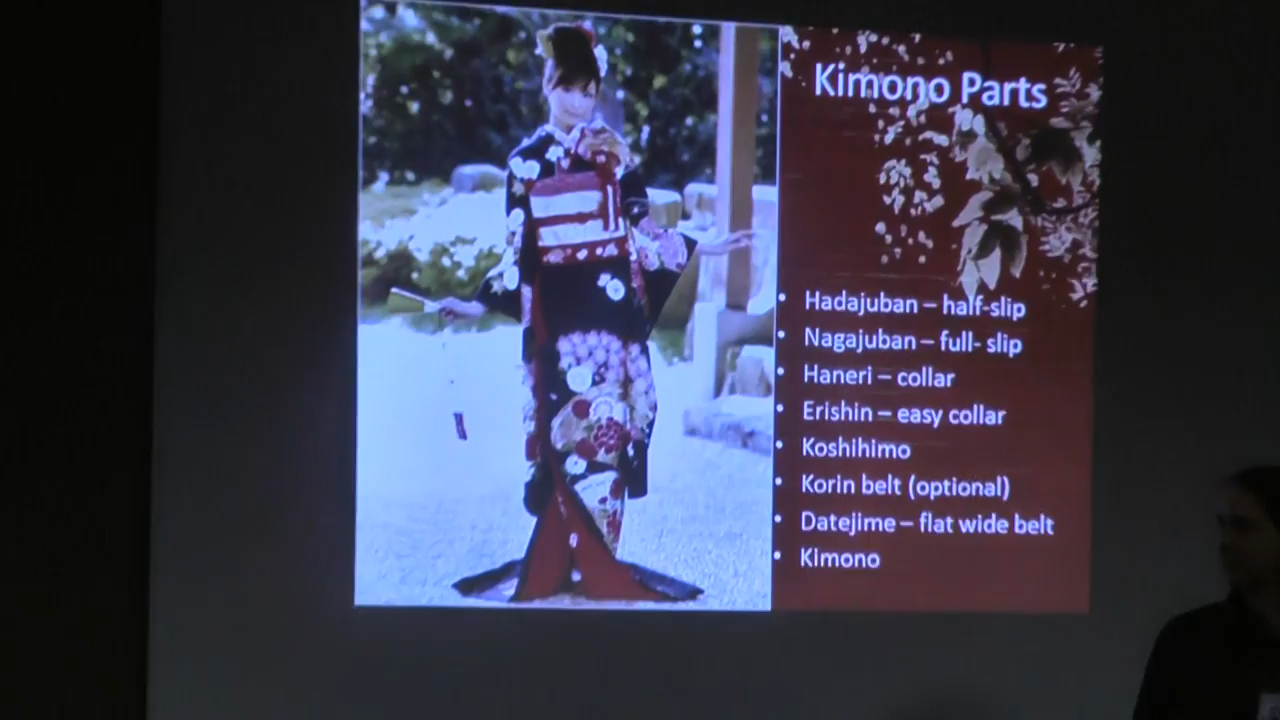 Kimono Parts
• Hadajuban – half-slip
• Nagajuban – full- slip
• Haneri – collar
• Erishin – easy collar
• Koshihimo
• Korin belt (optional)
• Datejime – flat wide belt
• Kimono